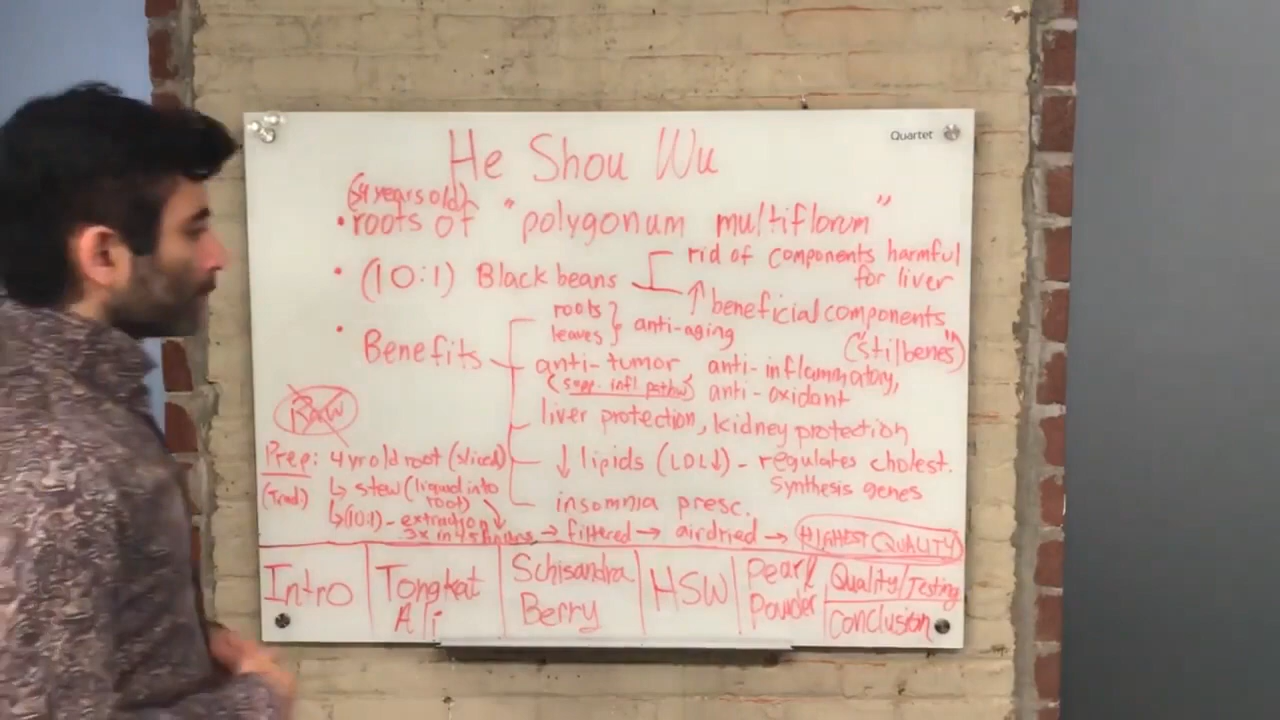 Quartet
He Shou Wu
(4 years old)
• roots of "polygonum multiflorum"
• (10:1) Black beans
rid of components harmful
for liver
↑ beneficial components
("stilbenes")
• Benefits
roots
leaves } anti-aging
anti-tumor, anti-inflammatory,
(supp. infl. pathw) anti-oxidant
liver protection, kidney protection
↓ lipids (LDL↓) - regulates cholest.
synthesis genes
insomnia presc.
Raw
Prep: 4 yr old root (sliced)
(Trad) ↳ stew (liquid into
root)
↳ (10:1) - extraction
3x in 45 → filtered → airdried → HIGHEST QUALITY
Intro
Tongkat
Ali
Schisandra
Berry
HSW
Pearl
Powder
Quality/Testing
Conclusion